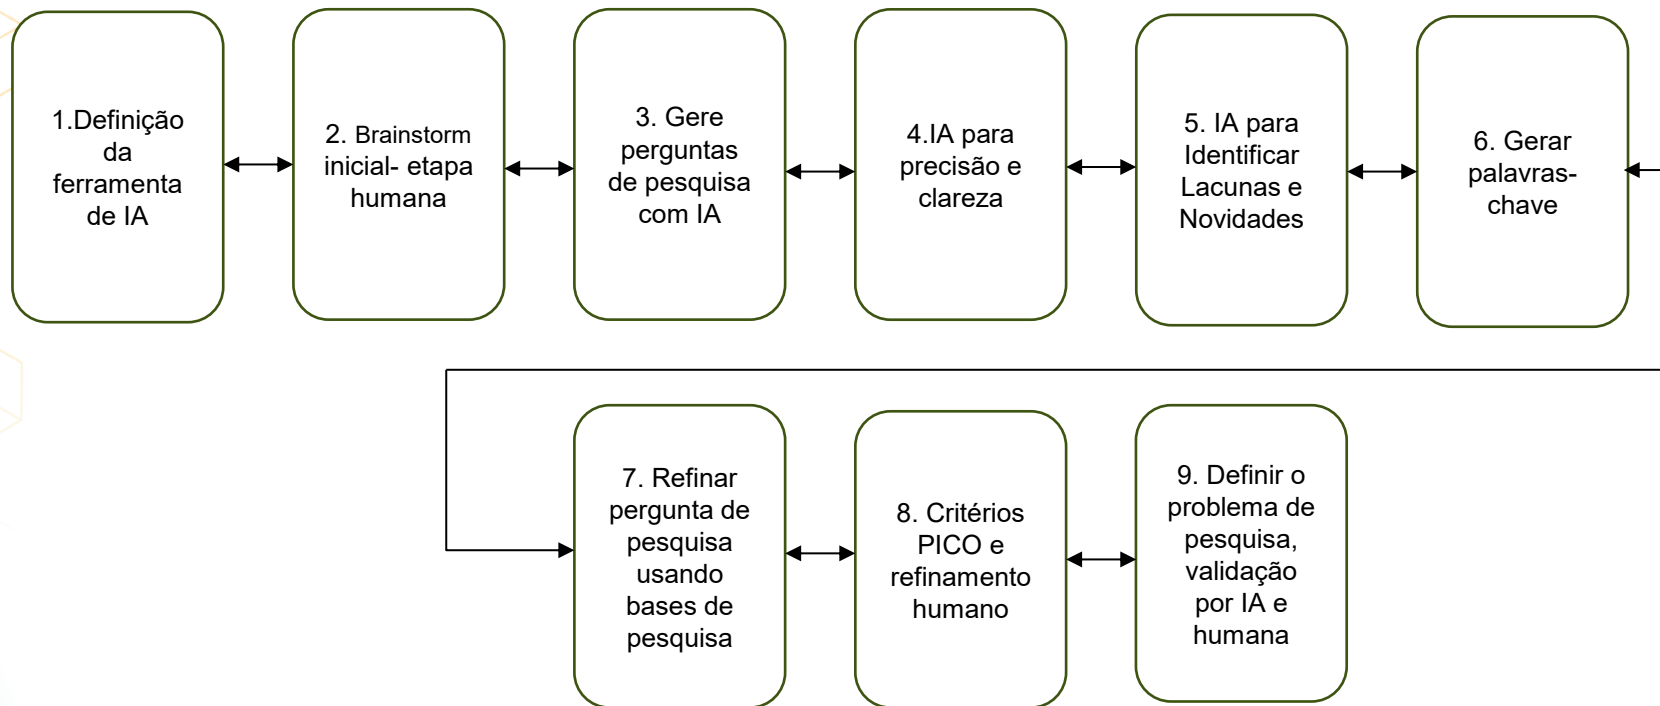 1.Definição
da
ferramenta
de IA
2. Brainstorm
inicial- etapa
humana
3. Gere
perguntas
de pesquisa
com IA
4.IA para
precisão e
clareza
5. IA para
Identificar
Lacunas e
Novidades
6. Gerar
palavras-
chave
7. Refinar
pergunta de
pesquisa
usando
bases de
pesquisa
8. Critérios
PICO e
refinamento
humano
9. Definir o
problema de
pesquisa,
validação
por IA e
humana